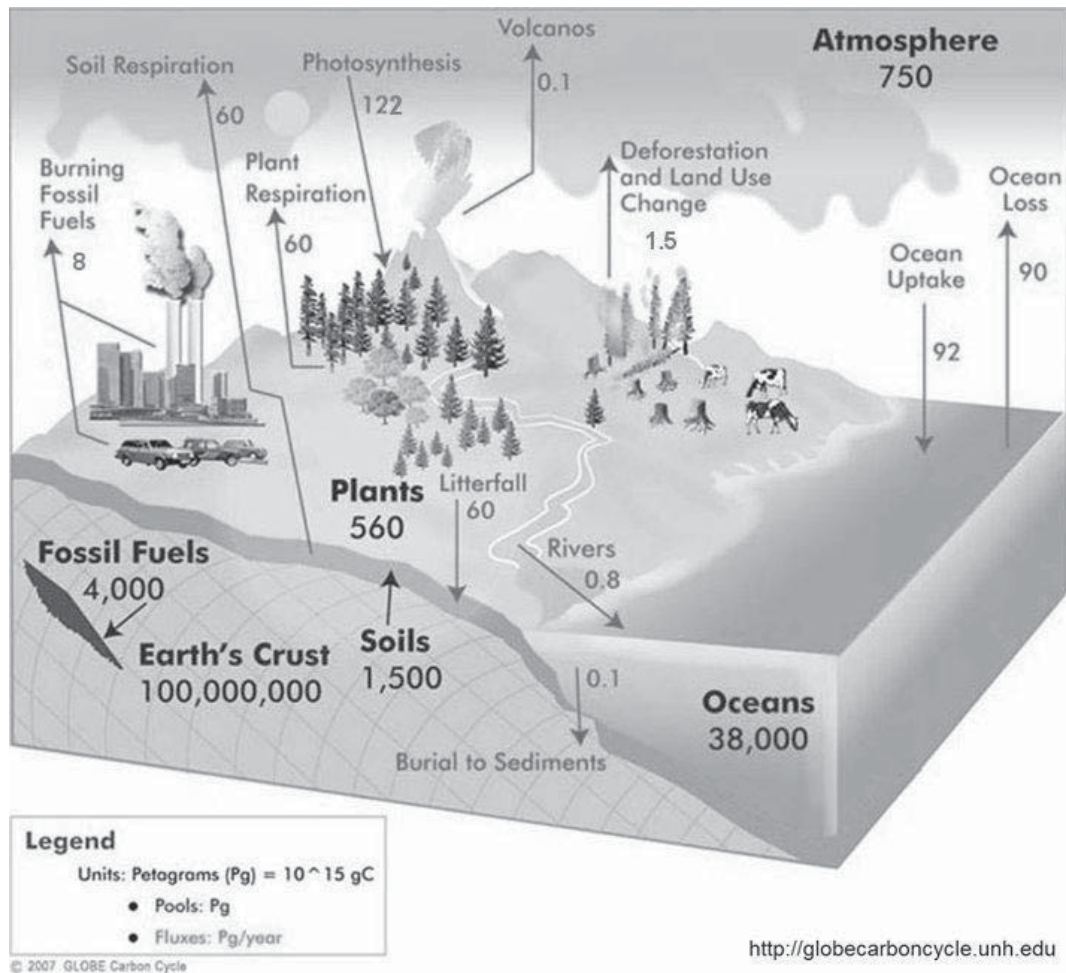 Volcanos
0.1
Atmosphere
750
Soil Respiration
60
Photosynthesis
122
Burning
Fossil
Fuels
8
Plant
Respiration
60
Deforestation
and Land Use
Change
1.5
Ocean
Loss
90
Ocean
Uptake
92
Plants
560
Litterfall
60
Rivers
0.8
Fossil Fuels
4,000
Earth's Crust
100,000,000
Soils
1,500
0.1
Burial to Sediments
Oceans
38,000
Legend
Units: Petograms (Pg) = 10^15 gC
● Pools: Pg
● Fluxes: Pg/year
http://globecarboncycle.unh.edu
© 2007 GLOBE Carbon Cycle